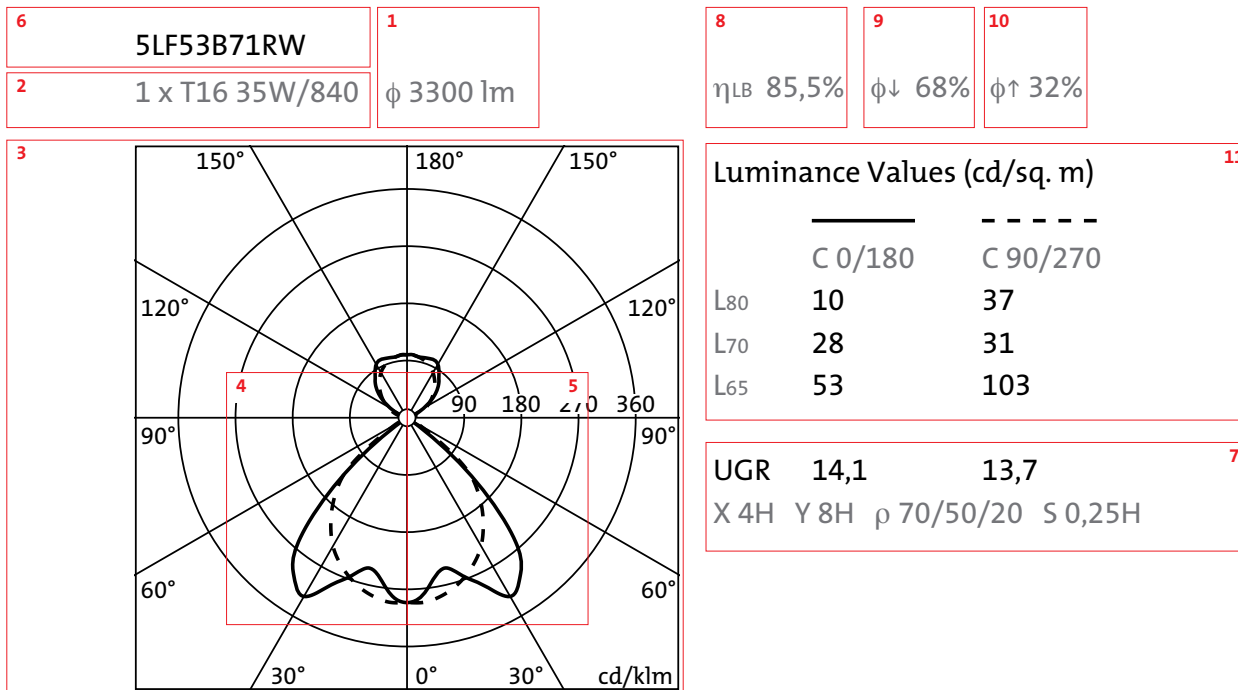 6
5LF53B71RW
2
1 x T16 35W/840
1
ϕ 3300 lm
8
ηLB 85,5%
9
ϕ↓ 68%
10
ϕ↑ 32%
3
150° 180° 150°
120° 120°
4 5
90 180 270 360
90° 90°
60° 60°
30° 0° 30° cd/klm
11
Luminance Values (cd/sq. m)
C 0/180 C 90/270
L80 10 37
L70 28 31
L65 53 103
7
UGR 14,1 13,7
X 4H Y 8H ρ 70/50/20 S 0,25H